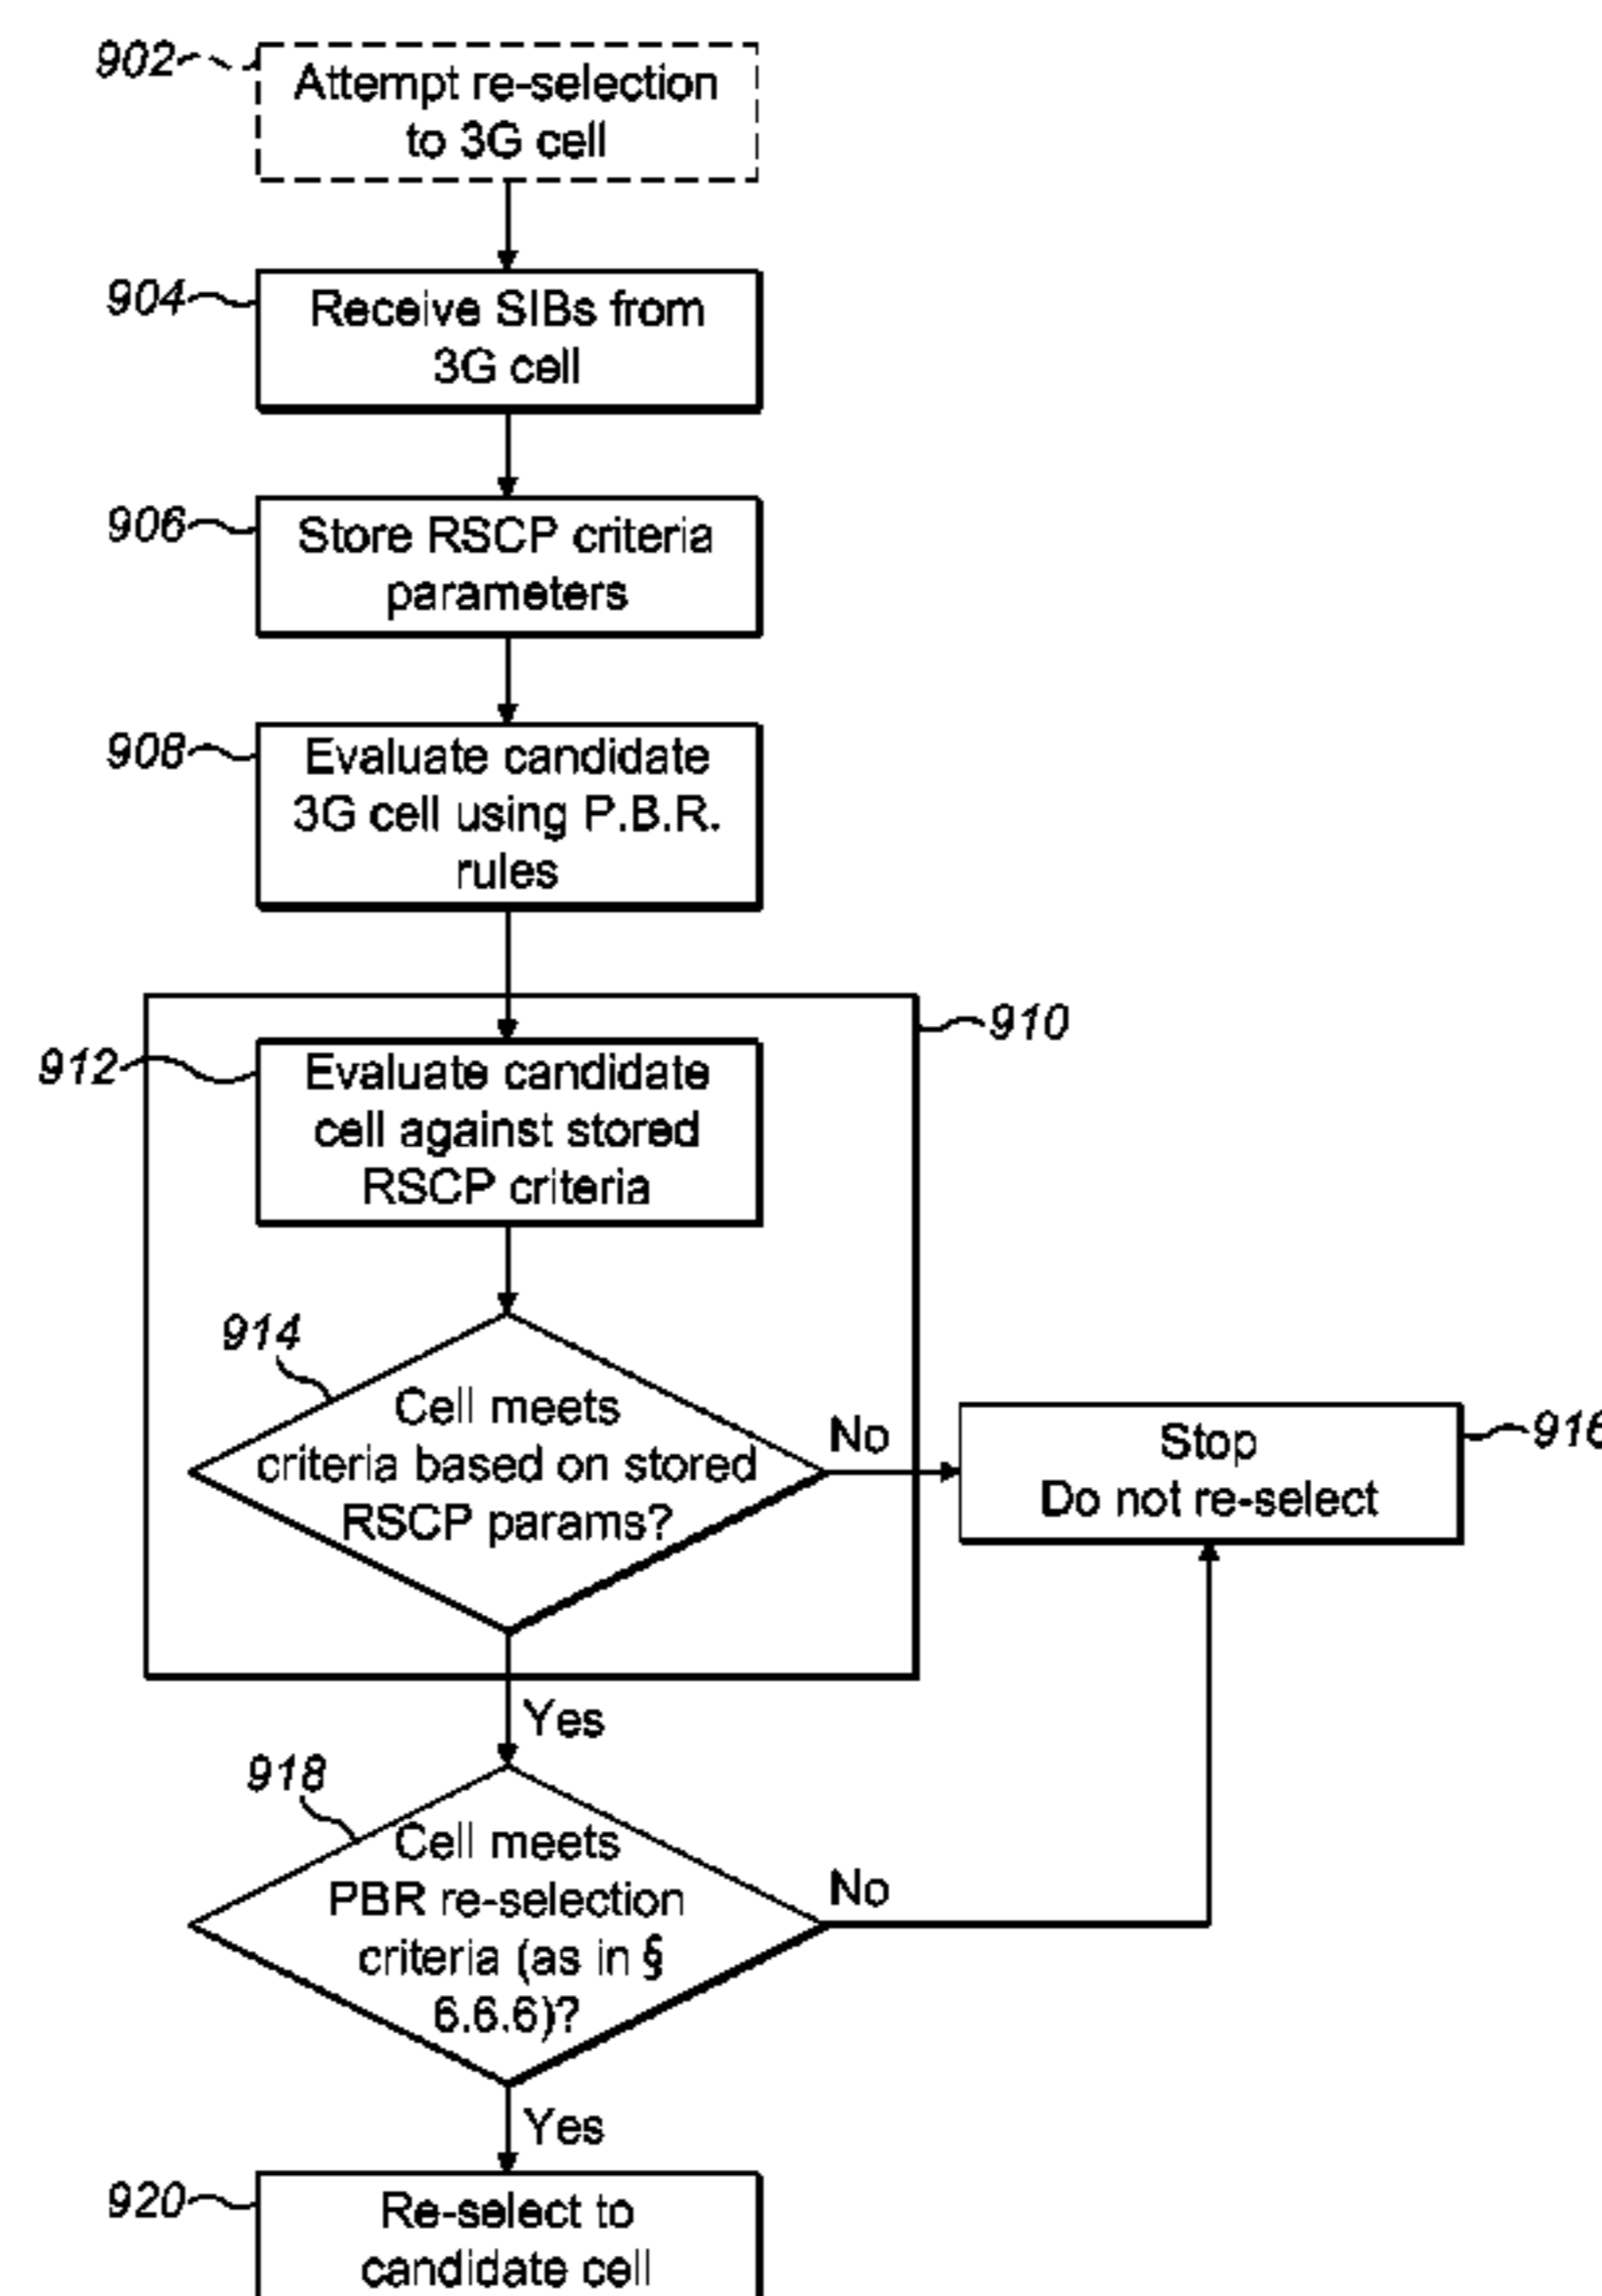 902
Attempt re-selection
to 3G cell
904
Receive SIBs from
3G cell
906
Store RSCP criteria
parameters
908
Evaluate candidate
3G cell using P.B.R.
rules
910
912
Evaluate candidate
cell against stored
RSCP criteria
914
Cell meets
criteria based on stored
RSCP params?
No
Stop
Do not re-select
916
Yes
918
Cell meets
PBR re-selection
criteria (as in §
6.6.6)?
No
Yes
920
Re-select to
candidate cell